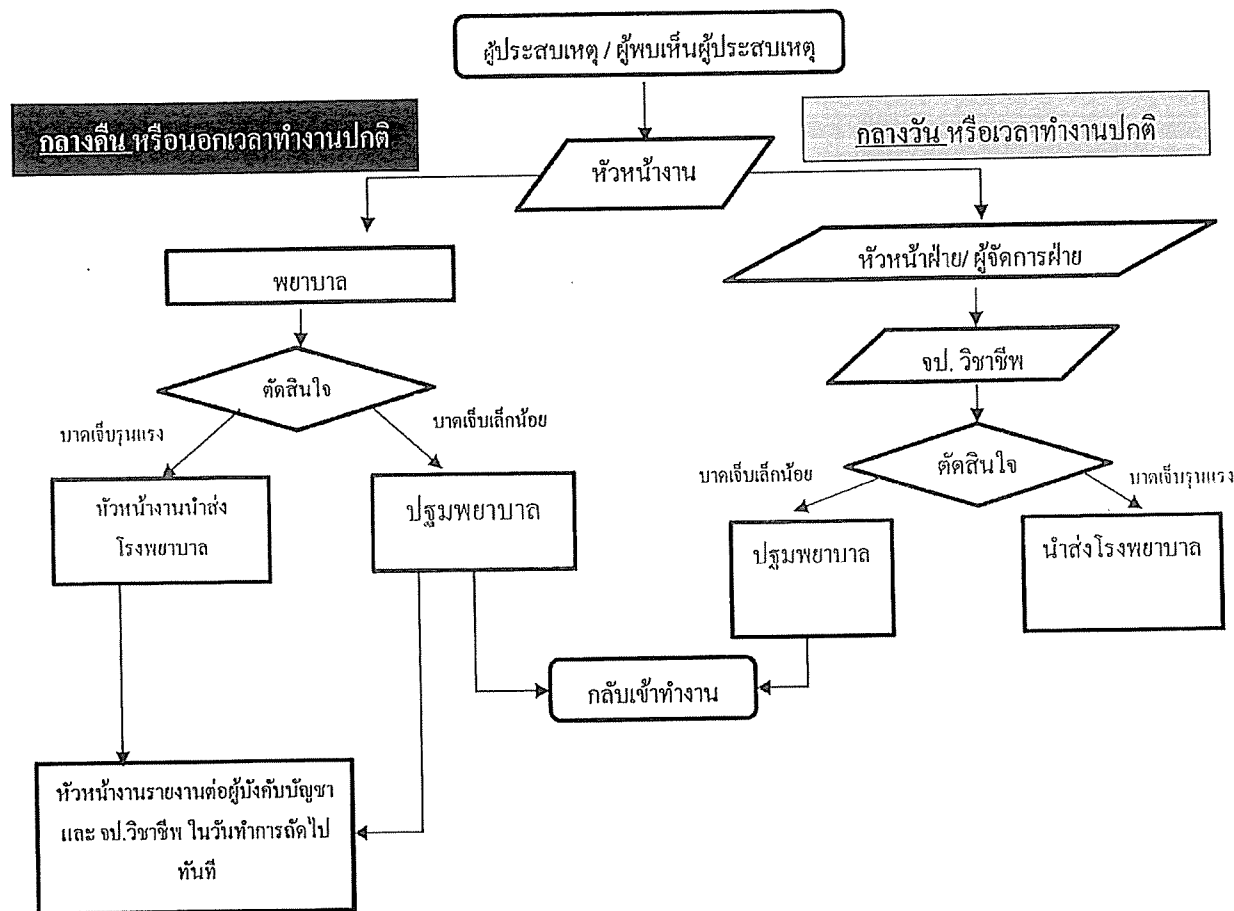 ผู้ประสบเหตุ / ผู้พบเห็นผู้ประสบเหตุ
กลางคืน หรือนอกเวลาทำงานปกติ
กลางวัน หรือเวลาทำงานปกติ
หัวหน้างาน
พยาบาล
หัวหน้าฝ่าย/ ผู้จัดการฝ่าย
จป. วิชาชีพ
ตัดสินใจ
บาดเจ็บรุนแรง
บาดเจ็บเล็กน้อย
ตัดสินใจ
บาดเจ็บเล็กน้อย
บาดเจ็บรุนแรง
หัวหน้างานนำส่ง
โรงพยาบาล
ปฐมพยาบาล
ปฐมพยาบาล
นำส่งโรงพยาบาล
กลับเข้าทำงาน
หัวหน้างานรายงานต่อผู้บังคับบัญชา
และ จป.วิชาชีพ ในวันทำการถัดไป
ทันที